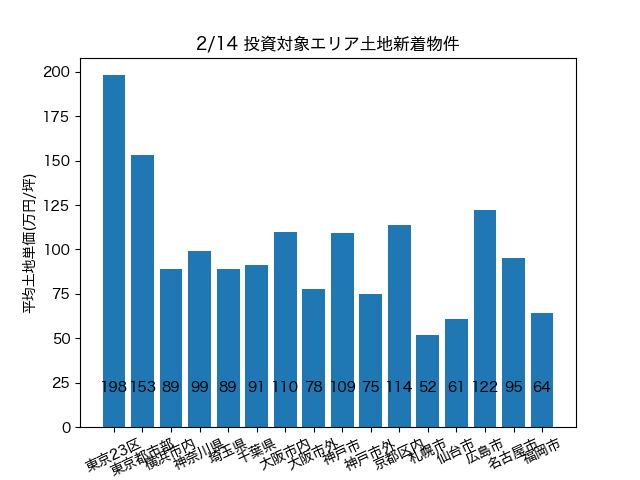 2/14 投資対象エリア土地新着物件
平均土地単価(万円/坪)
200
175
150
125
100
75
50
25
0
198 153 89 99 89 91 110 78 109 75 114 52 61 122 95 64
東京23区
東京都市部
横浜市内
神奈川県
埼玉県
千葉県
大阪市内
大阪市外
神戸市
神戸市外
京都区内
札幌市
仙台市
広島市
名古屋市
福岡市